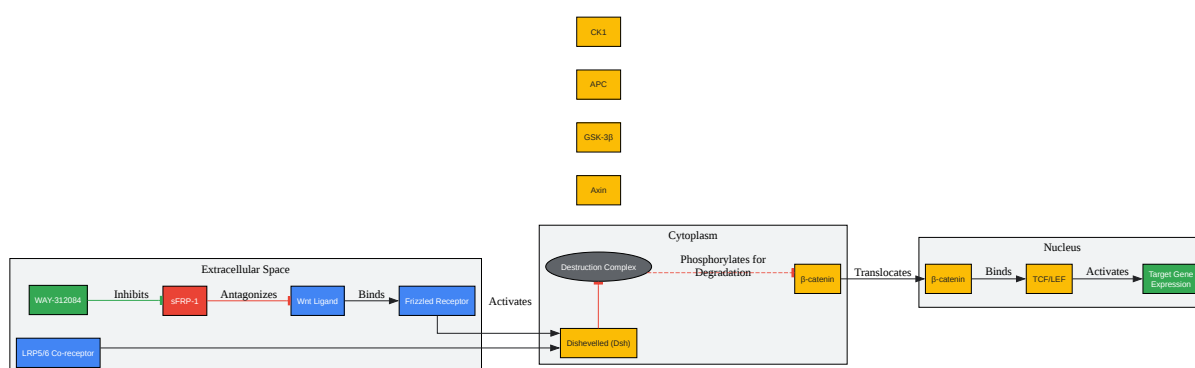 CK1
APC
GSK-3β
Axin
Extracellular Space
WAY-312084
Inhibits
sFRP-1
Antagonizes
Wnt Ligand
Binds
Frizzled Receptor
LRP5/6 Co-receptor
Activates
Cytoplasm
Destruction Complex
Phosphorylates for
Degradation
β-catenin
Dishevelled (Dsh)
Translocates
Nucleus
β-catenin
Binds
TCF/LEF
Activates
Target Gene
Expression